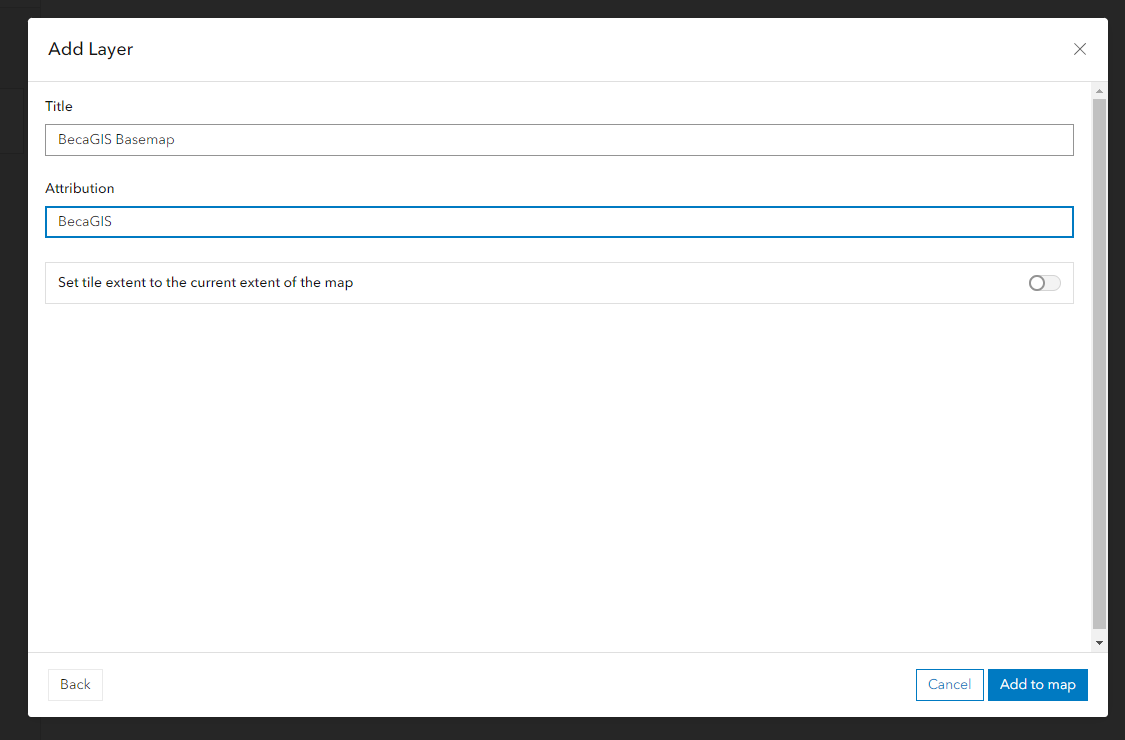 Add Layer
Title
BecaGIS Basemap
Attribution
BecaGIS
Set tile extent to the current extent of the map
Back
Cancel
Add to map